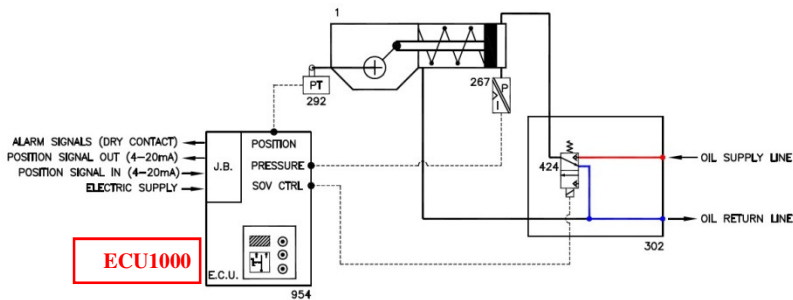 1
PT
292
267
P
I
ALARM SIGNALS (DRY CONTACT)
POSITION SIGNAL OUT (4-20mA)
POSITION SIGNAL IN (4-20mA)
ELECTRIC SUPPLY
J.B.
POSITION
PRESSURE
SOV CTRL
E.C.U.
954
ECU1000
424
OIL SUPPLY LINE
OIL RETURN LINE
302